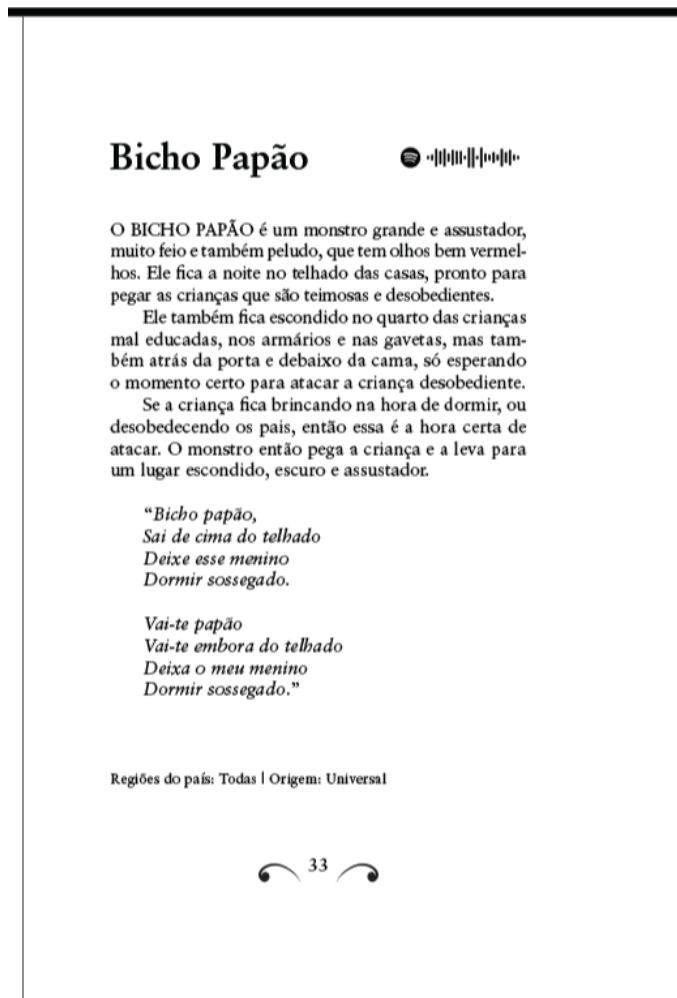 Bicho Papão
O BICHO PAPÃO é um monstro grande e assustador,
muito feio e também peludo, que tem olhos bem vermel-
hos. Ele fica a noite no telhado das casas, pronto para
pegar as crianças que são teimosas e desobedientes.
Ele também fica escondido no quarto das crianças
mal educadas, nos armários e nas gavetas, mas tam-
bém atrás da porta e debaixo da cama, só esperando
o momento certo para atacar a criança desobediente.
Se a criança fica brincando na hora de dormir, ou
desobedecendo os pais, então essa é a hora certa de
atacar. O monstro então pega a criança e a leva para
um lugar escondido, escuro e assustador.
“Bicho papão,
Sai de cima do telhado
Deixe esse menino
Dormir sossegado.
Vai-te papão
Vai-te embora do telhado
Deixa o meu menino
Dormir sossegado.”
Regiões do país: Todas | Origem: Universal
33